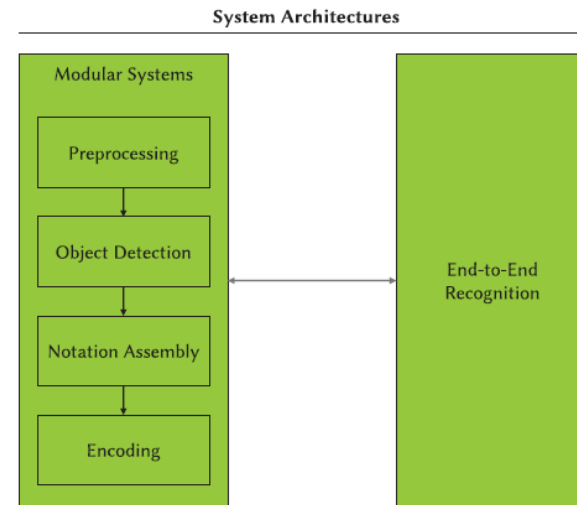 System Architectures
Modular Systems
Preprocessing
Object Detection
Notation Assembly
Encoding
End-to-End
Recognition